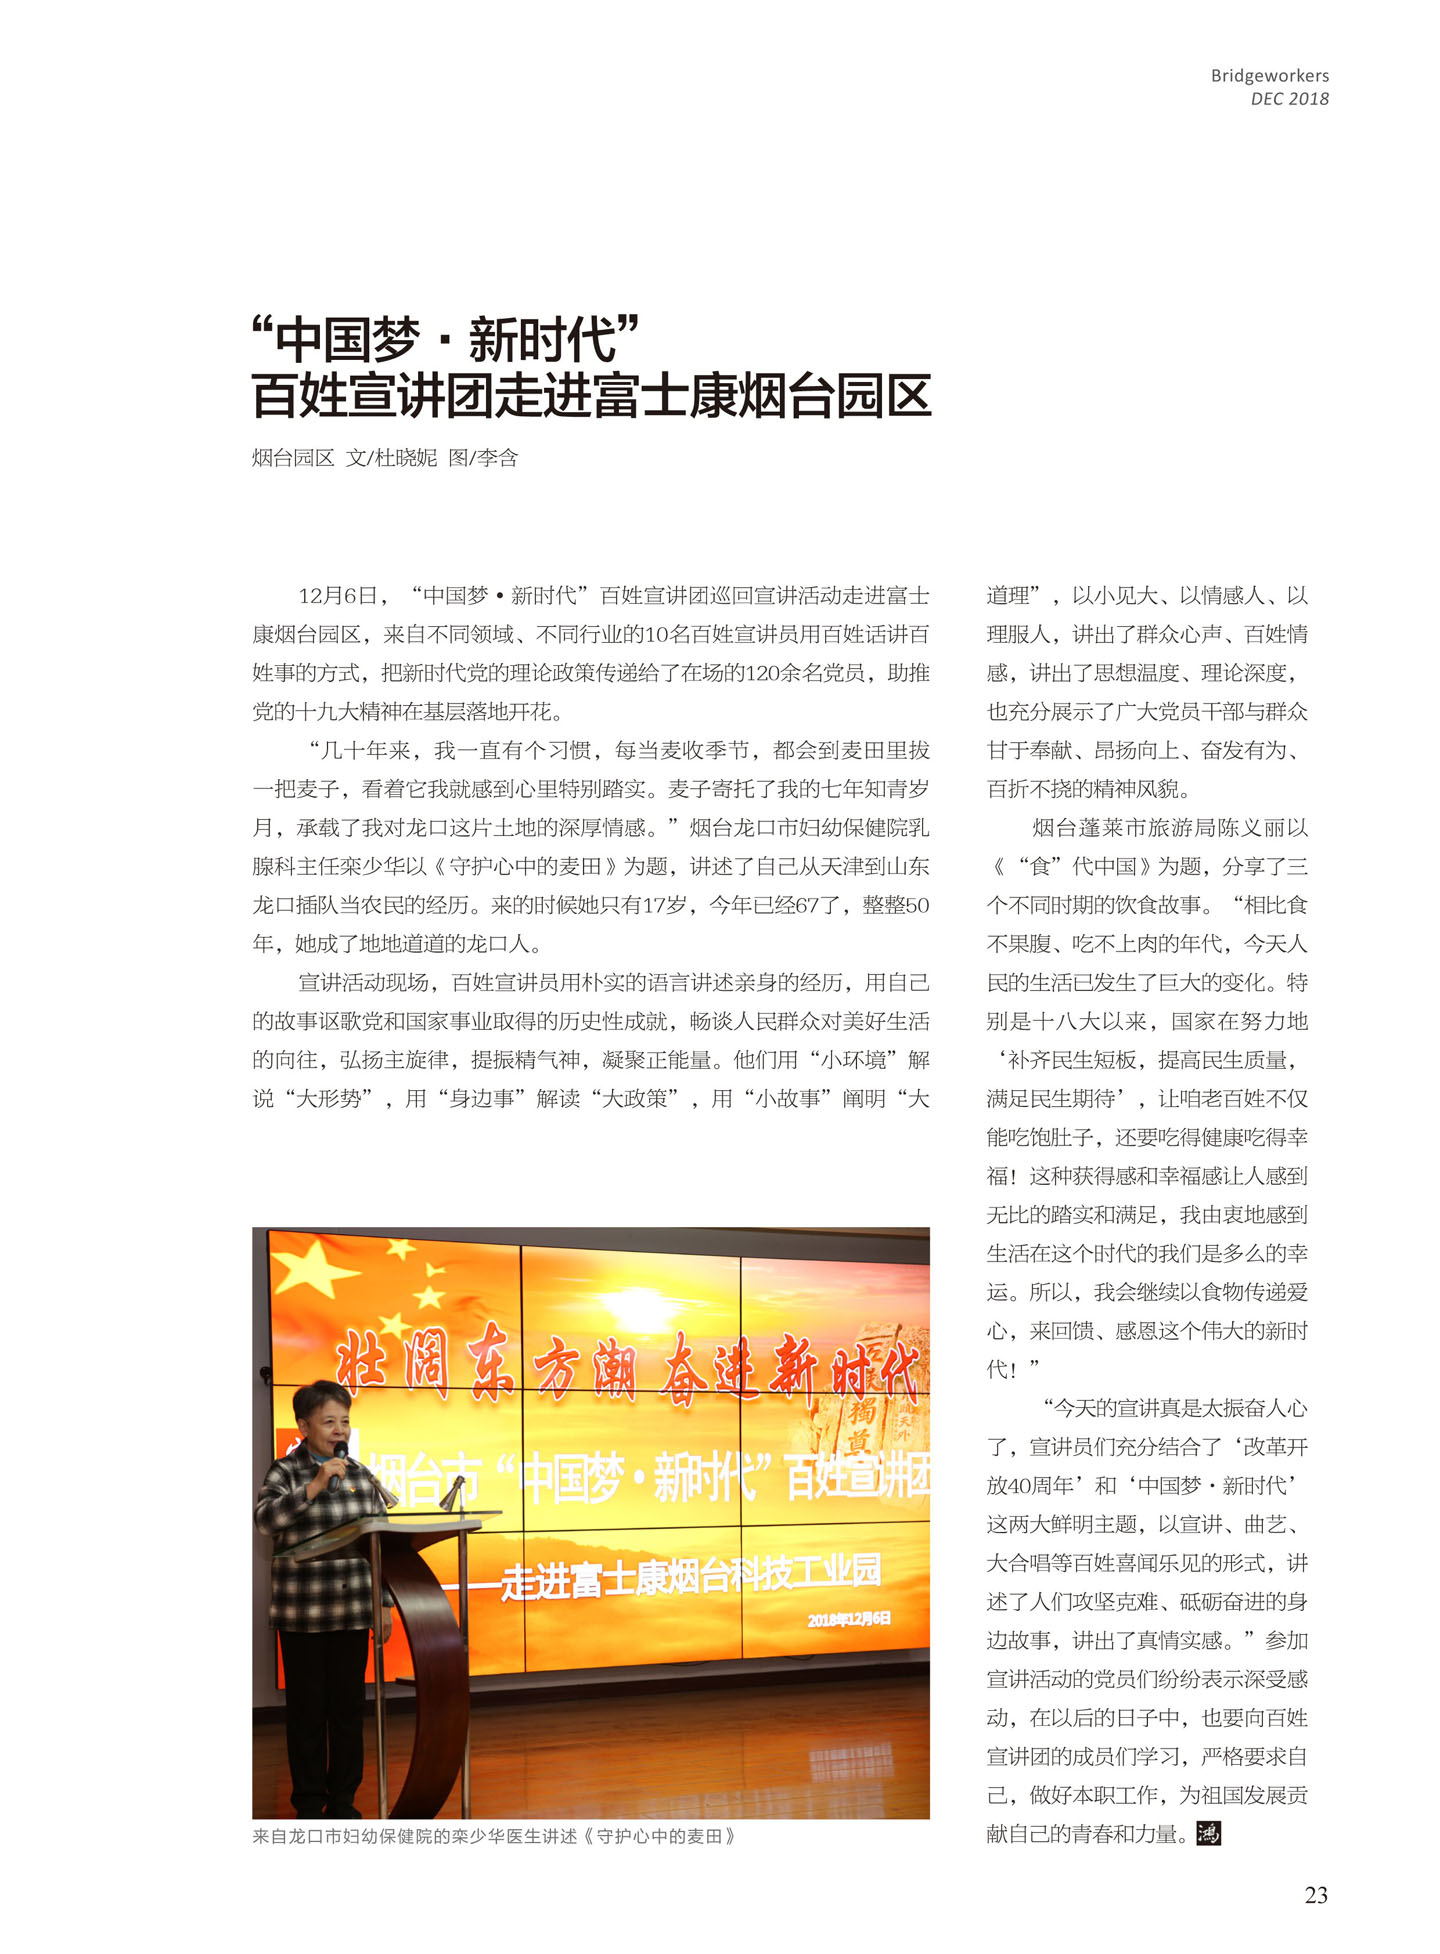 Bridgeworkers
DEC 2018
“中国梦·新时代”
百姓宣讲团走进富士康烟台园区
烟台园区 文/杜晓妮 图/李含
12月6日，“中国梦·新时代”百姓宣讲团巡回宣讲活动走进富士
康烟台园区，来自不同领域、不同行业的10名百姓宣讲员用百姓话讲百
姓事的方式，把新时代党的理论政策传递给了在场的120余名党员，助推
党的十九大精神在基层落地开花。
“几十年来，我一直有个习惯，每当麦收季节，都会到麦田里拔
一把麦子，看着它我就感到心里特别踏实。麦子寄托了我的七年知青岁
月，承载了我对龙口这片土地的深厚情感。”烟台龙口市妇幼保健院乳
腺科主任栾少华以《守护心中的麦田》为题，讲述了自己从天津到山东
龙口插队当农民的经历。来的时候她只有17岁，今年已经67了，整整50
年，她成了地地道道的龙口人。
宣讲活动现场，百姓宣讲员用朴实的语言讲述亲身的经历，用自己
的故事讴歌党和国家事业取得的历史性成就，畅谈人民群众对美好生活
的向往，弘扬主旋律，提振精气神，凝聚正能量。他们用“小环境”解
说“大形势”，用“身边事”解读“大政策”，用“小故事”阐明“大
道理”，以小见大、以情感人、以
理服人，讲出了群众心声、百姓情
感，讲出了思想温度、理论深度，
也充分展示了广大党员干部与群众
甘于奉献、昂扬向上、奋发有为、
百折不挠的精神风貌。
烟台蓬莱市旅游局陈义丽以
《“食”代中国》为题，分享了三
个不同时期的饮食故事。“相比食
不果腹、吃不上肉的年代，今天人
民的生活已发生了巨大的变化。特
别是十八大以来，国家在努力地
‘补齐民生短板，提高民生质量，
满足民生期待’，让咱老百姓不仅
能吃饱肚子，还要吃得健康吃得幸
福！这种获得感和幸福感让人感到
无比的踏实和满足，我由衷地感到
生活在这个时代的我们是多么的幸
运。所以，我会继续以食物传递爱
心，来回馈、感恩这个伟大的新时
代！”
“今天的宣讲真是太振奋人心
了，宣讲员们充分结合了‘改革开
放40周年’和‘中国梦·新时代’
这两大鲜明主题，以宣讲、曲艺、
大合唱等百姓喜闻乐见的形式，讲
述了人们攻坚克难、砥砺奋进的身
边故事，讲出了真情实感。”参加
宣讲活动的党员们纷纷表示深受感
动，在以后的日子中，也要向百姓
宣讲团的成员们学习，严格要求自
己，做好本职工作，为祖国发展贡
献自己的青春和力量。鸿
壮阔东方潮 奋进新时代
烟台市“中国梦·新时代”百姓宣讲团
——走进富士康烟台科技工业园
2018年12月6日
来自龙口市妇幼保健院的栾少华医生讲述《守护心中的麦田》
23